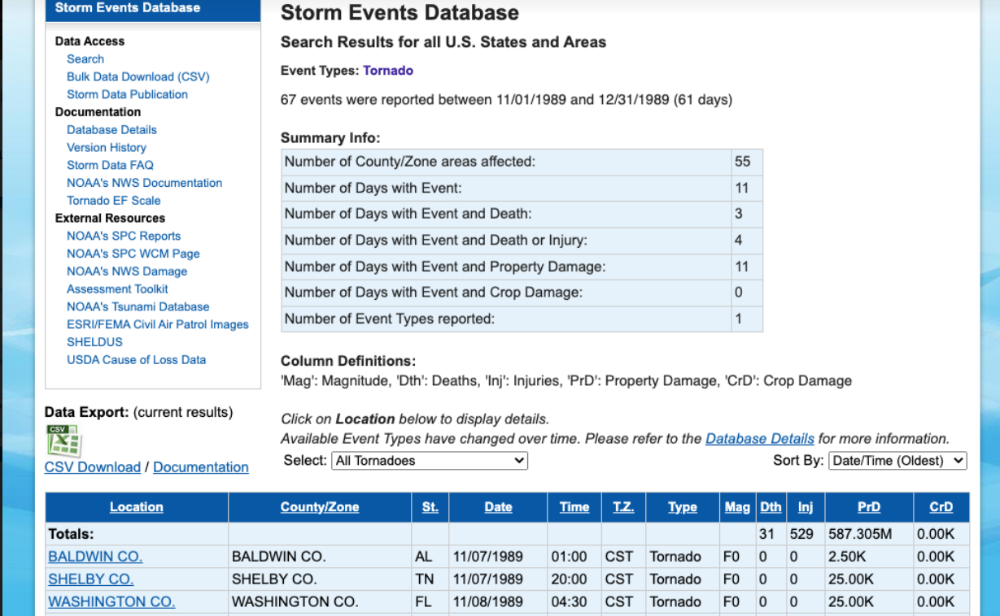 Storm Events Database
Data Access
Search
Bulk Data Download (CSV)
Storm Data Publication
Documentation
Database Details
Version History
Storm Data FAQ
NOAA's NWS Documentation
Tornado EF Scale
External Resources
NOAA's SPC Reports
NOAA's SPC WCM Page
NOAA's NWS Damage
Assessment Toolkit
NOAA's Tsunami Database
ESRI/FEMA Civil Air Patrol Images
SHELDUS
USDA Cause of Loss Data
Data Export: (current results)
CSV
CSV Download / Documentation
Storm Events Database
Search Results for all U.S. States and Areas
Event Types: Tornado
67 events were reported between 11/01/1989 and 12/31/1989 (61 days)
Summary Info:
Number of County/Zone areas affected: 55
Number of Days with Event: 11
Number of Days with Event and Death: 3
Number of Days with Event and Death or Injury: 4
Number of Days with Event and Property Damage: 11
Number of Days with Event and Crop Damage: 0
Number of Event Types reported: 1
Column Definitions:
'Mag': Magnitude, 'Dth': Deaths, 'Inj': Injuries, 'PrD': Property Damage, 'CrD': Crop Damage
Click on Location below to display details.
Available Event Types have changed over time. Please refer to the Database Details for more information.
Select: All Tornadoes Sort By: Date/Time (Oldest)
Location County/Zone St. Date Time T.Z. Type Mag Dth Inj PrD CrD
Totals: 31 529 587.305M 0.00K
BALDWIN CO. BALDWIN CO. AL 11/07/1989 01:00 CST Tornado F0 0 0 2.50K 0.00K
SHELBY CO. SHELBY CO. TN 11/07/1989 20:00 CST Tornado F0 0 0 25.00K 0.00K
WASHINGTON CO. WASHINGTON CO. FL 11/08/1989 04:30 CST Tornado F0 0 0 25.00K 0.00K